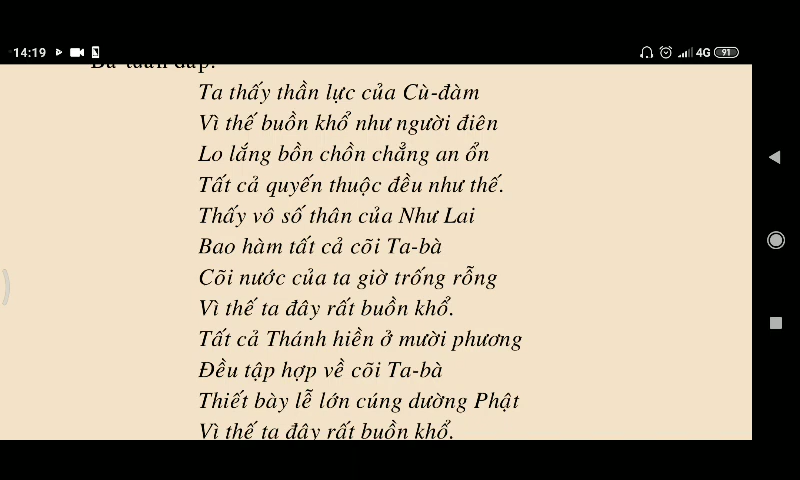 14:19
4G 91
Ta thấy thần lực của Cù-đàm
Vì thế buồn khổ như người điên
Lo lắng bồn chồn chẳng an ổn
Tất cả quyến thuộc đều như thế.
Thấy vô số thân của Như Lai
Bao hàm tất cả cõi Ta-bà
Cõi nước của ta giờ trống rỗng
Vì thế ta đây rất buồn khổ.
Tất cả Thánh hiền ở mười phương
Đều tập hợp về cõi Ta-bà
Thiết bày lễ lớn cúng dường Phật
Vì thế ta đây rất buồn khổ.